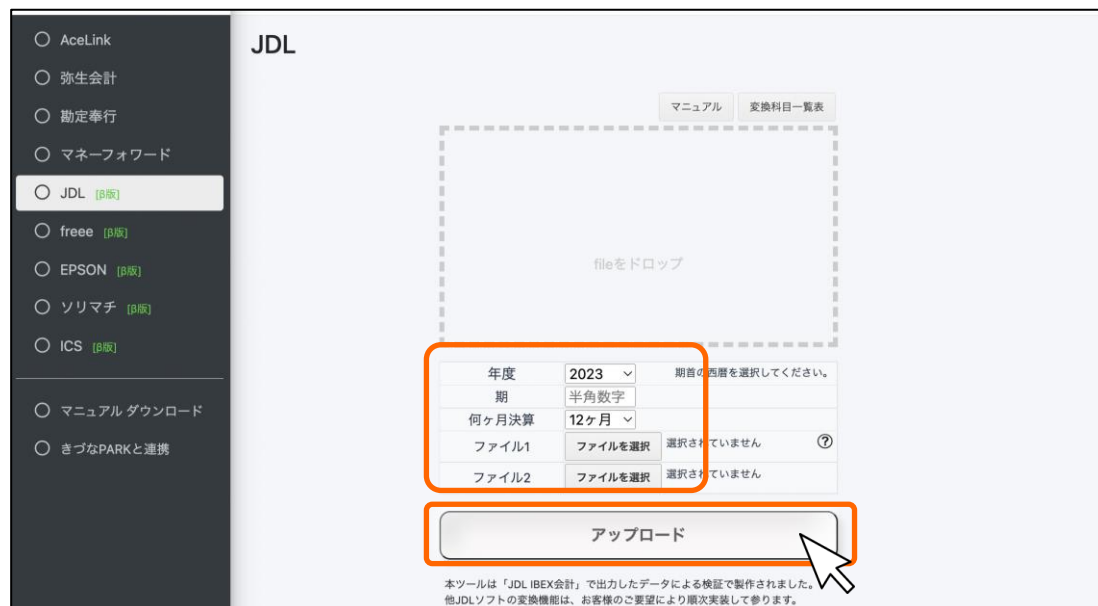 AceLink
弥生会計
勘定奉行
マネーフォワード
JDL [β版]
freee [β版]
EPSON [β版]
ソリマチ [β版]
ICS [β版]
マニュアル ダウンロード
きづなPARKと連携
JDL
マニュアル 変換科目一覧表
fileをドロップ
年度 2023 期首の西暦を選択してください。
期 半角数字
何ヶ月決算 12ヶ月
ファイル1 ファイルを選択 選択されていません ?
ファイル2 ファイルを選択 選択されていません
アップロード
本ツールは「JDL IBEX会計」で出力したデータによる検証で製作されました。
他JDLソフトの変換機能は、お客様のご要望により順次実装して参ります。